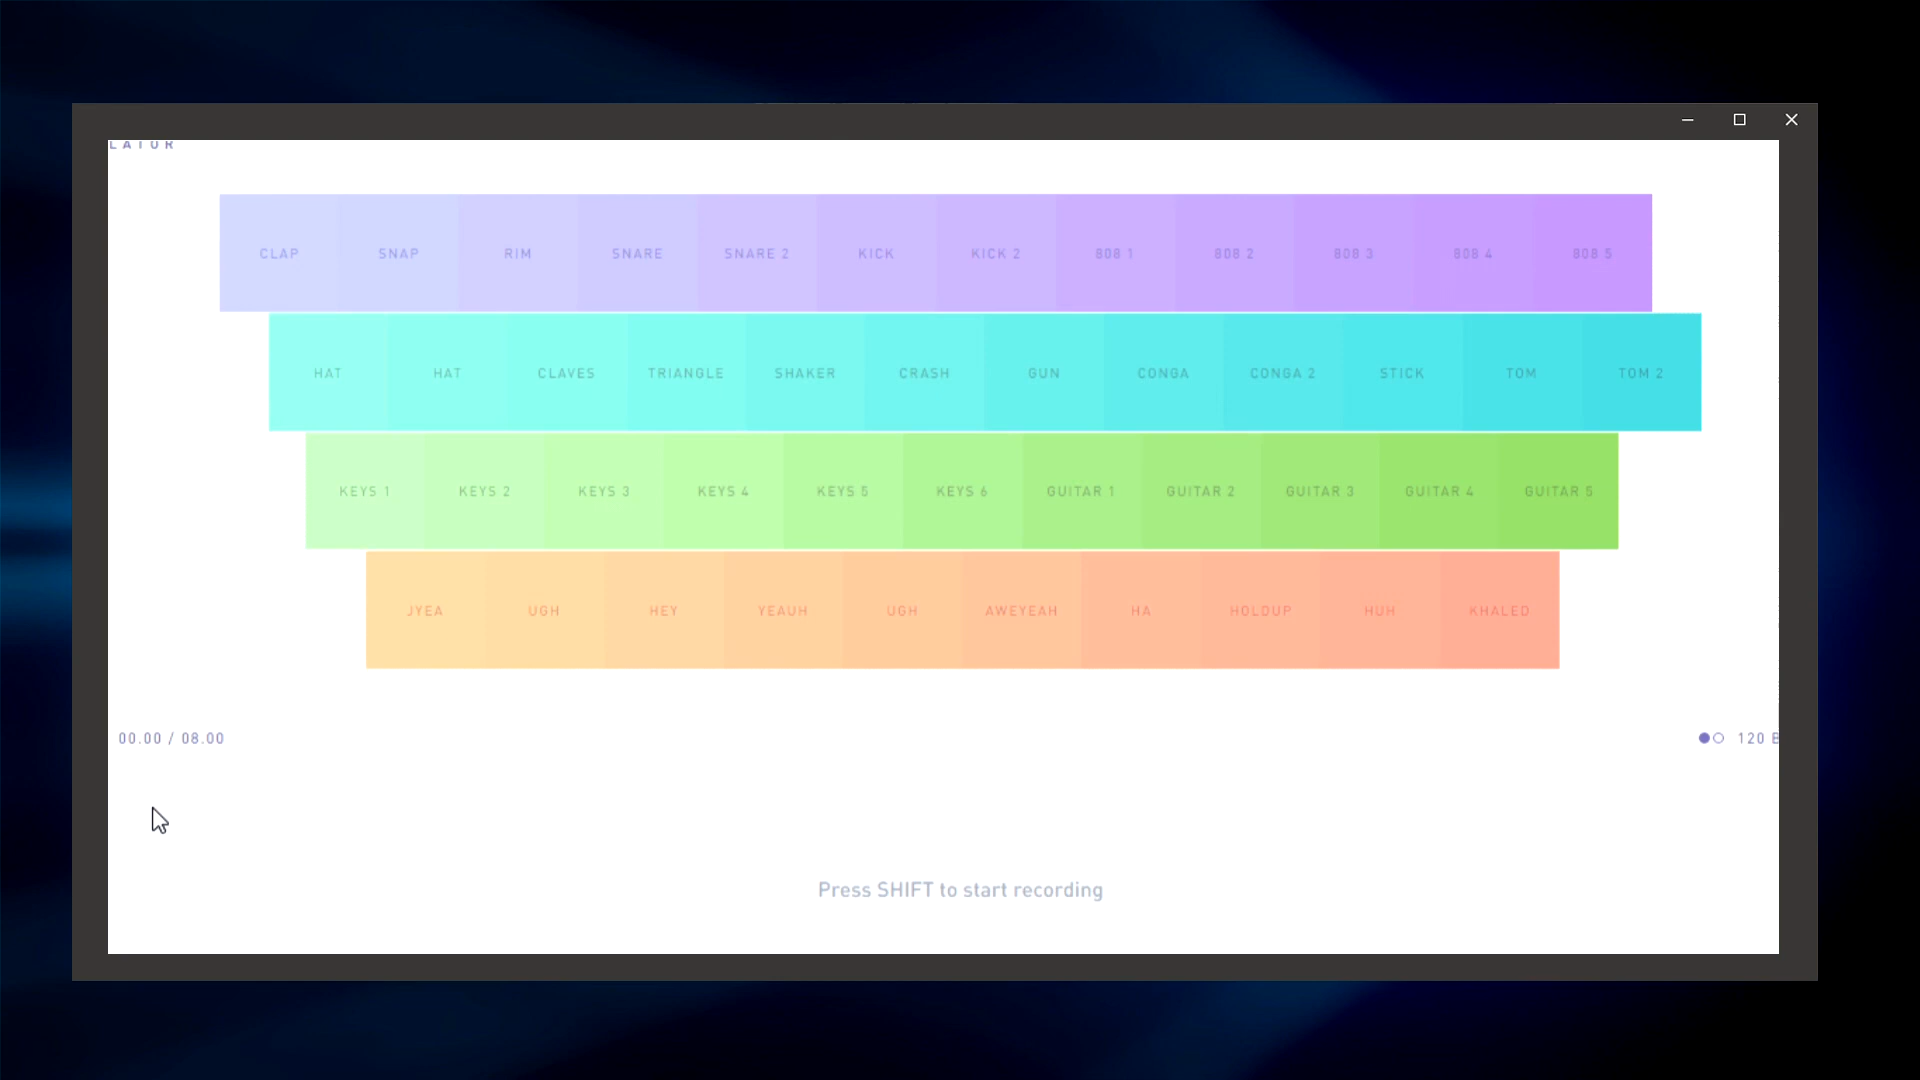 LATOR
CLAP SNAP RIM SNARE SNARE 2 KICK KICK 2 808 1 808 2 808 3 808 4 808 5
HAT HAT CLAVES TRIANGLE SHAKER CRASH GUN CONGA CONGA 2 STICK TOM TOM 2
KEYS 1 KEYS 2 KEYS 3 KEYS 4 KEYS 5 KEYS 6 GUITAR 1 GUITAR 2 GUITAR 3 GUITAR 4 GUITAR 5
JYEA UGH HEY YEAUH UGH AWEYEAH HA HOLDUP HUH KHALED
00.00 / 08.00 120 B
Press SHIFT to start recording